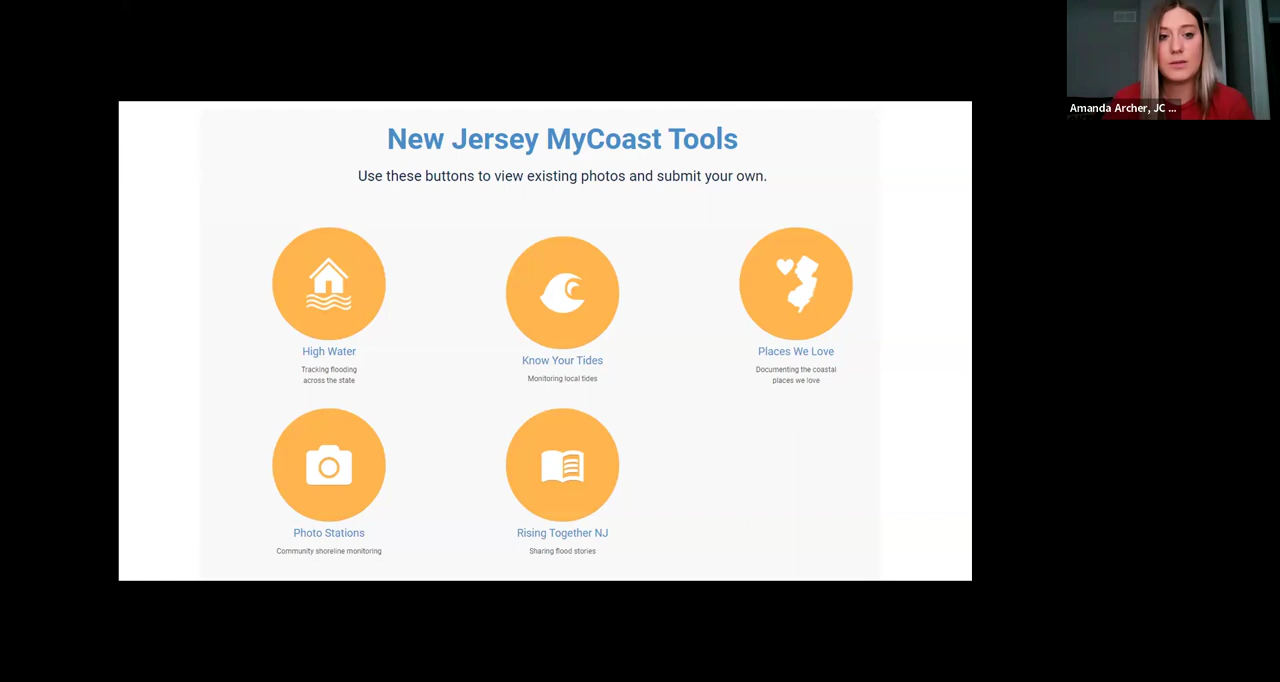 Amanda Archer, JC ...
New Jersey MyCoast Tools
Use these buttons to view existing photos and submit your own.
High Water
Tracking flooding
across the state
Know Your Tides
Monitoring local tides
Places We Love
Documenting the coastal
places we love
Photo Stations
Community shoreline monitoring
Rising Together NJ
Sharing flood stories